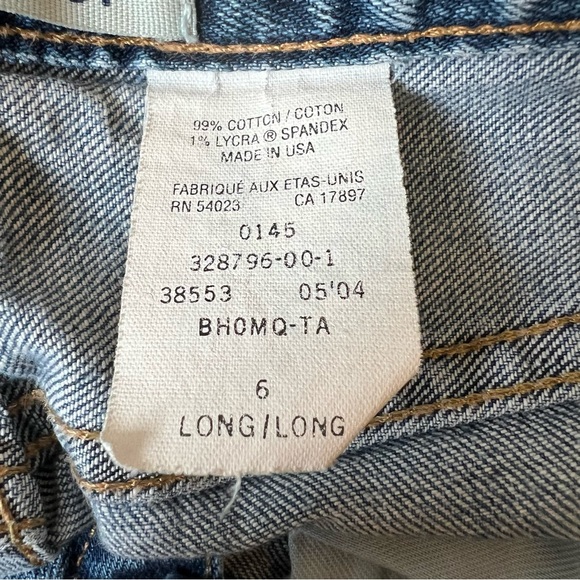 99% COTTON / COTON
1% LYCRA ® SPANDEX
MADE IN USA
FABRIQUÉ AUX ETAS-UNIS
RN 54023 CA 17897
0145
328796-00-1
38553 05'04
BHOMQ-TA
6
LONG/LONG